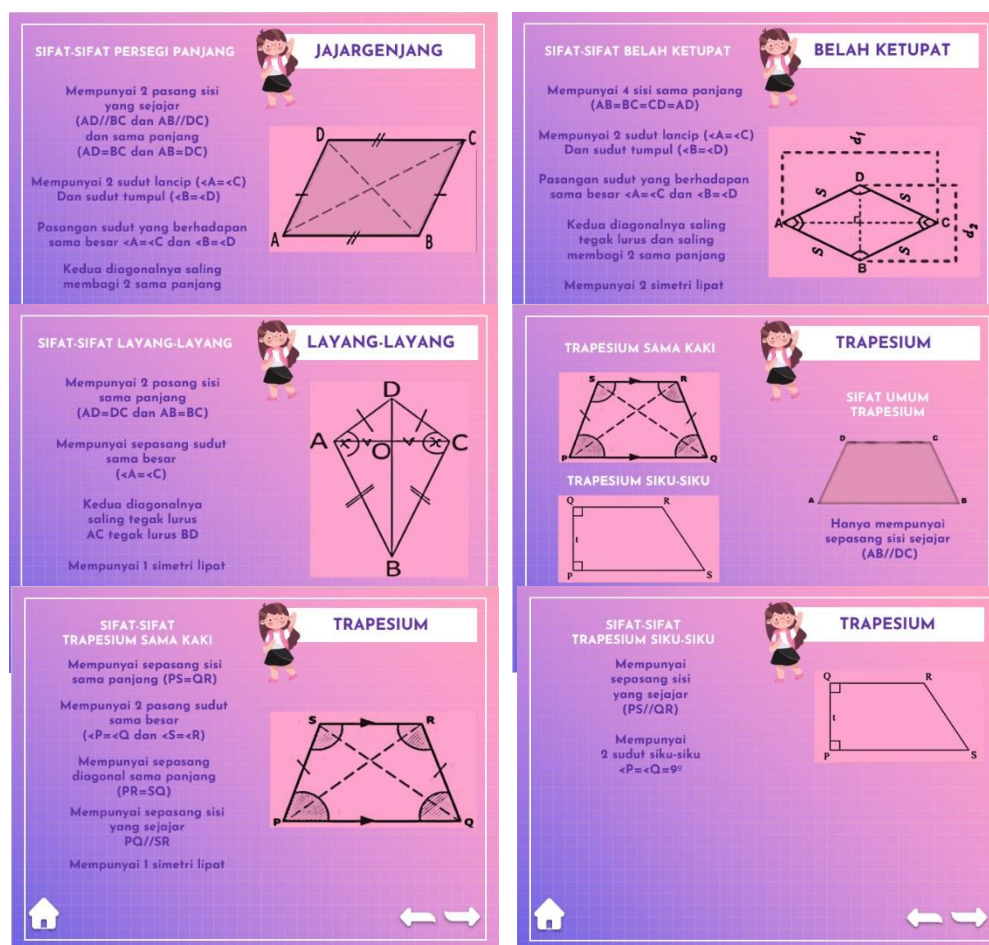 SIFAT-SIFAT PERSEGI PANJANG
JAJARGENJANG
Mempunyai 2 pasang sisi
yang sejajar
(AD//BC dan AB//DC)
dan sama panjang
(AD=BC dan AB=DC)
Mempunyai 2 sudut lancip (<A=<C)
Dan sudut tumpul (<B=<D)
Pasangan sudut yang berhadapan
sama besar <A=<C dan <B=<D
Kedua diagonalnya saling
membagi 2 sama panjang
D
C
A
B
SIFAT-SIFAT BELAH KETUPAT
BELAH KETUPAT
Mempunyai 4 sisi sama panjang
(AB=BC=CD=AD)
Mempunyai 2 sudut lancip (<A=<C)
Dan sudut tumpul (<B=<D)
Pasangan sudut yang berhadapan
sama besar <A=<C dan <B=<D
Kedua diagonalnya saling
tegak lurus dan saling
membagi 2 sama panjang
Mempunyai 2 simetri lipat
d1
D
S
S
A
C
d2
S
S
B
SIFAT-SIFAT LAYANG-LAYANG
LAYANG-LAYANG
Mempunyai 2 pasang sisi
sama panjang
(AD=DC dan AB=BC)
Mempunyai sepasang sudut
sama besar
(<A=<C)
Kedua diagonalnya
saling tegak lurus
AC tegak lurus BD
Mempunyai 1 simetri lipat
D
A
x
x
C
O
B
TRAPESIUM SAMA KAKI
TRAPESIUM
S
R
P
Q
TRAPESIUM SIKU-SIKU
Q
R
t
P
S
SIFAT UMUM
TRAPESIUM
D
C
A
B
Hanya mempunyai
sepasang sisi sejajar
(AB//DC)
SIFAT-SIFAT
TRAPESIUM SAMA KAKI
TRAPESIUM
Mempunyai sepasang sisi
sama panjang (PS=QR)
Mempunyai 2 pasang sudut
sama besar
(<P=<Q dan <S=<R)
Mempunyai sepasang
diagonal sama panjang
(PR=SQ)
Mempunyai sepasang sisi
yang sejajar
PQ//SR
Mempunyai 1 simetri lipat
S
R
P
Q
SIFAT-SIFAT
TRAPESIUM SIKU-SIKU
TRAPESIUM
Mempunyai
sepasang sisi
yang sejajar
(PS//QR)
Mempunyai
2 sudut siku-siku
<P=<Q=9º
Q
R
t
P
S